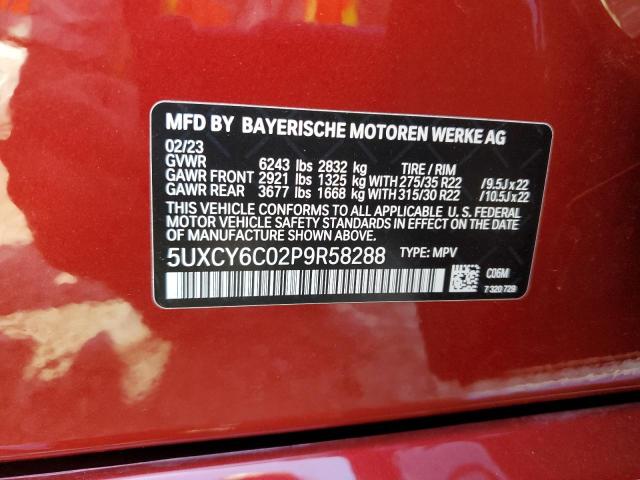 MFD BY BAYERISCHE MOTOREN WERKE AG
02/23
GVWR 6243 lbs 2832 kg TIRE / RIM
GAWR FRONT 2921 lbs 1325 kg WITH 275/35 R22 /9.5J x 22
GAWR REAR 3677 lbs 1668 kg WITH 315/30 R22 /10.5J x 22
THIS VEHICLE CONFORMS TO ALL APPLICABLE U. S. FEDERAL
MOTOR VEHICLE SAFETY STANDARDS IN EFFECT ON THE DATE
OF MANUFACTURE SHOWN ABOVE.
5UXCY6C02P9R58288 TYPE: MPV
C06M
7 320 729